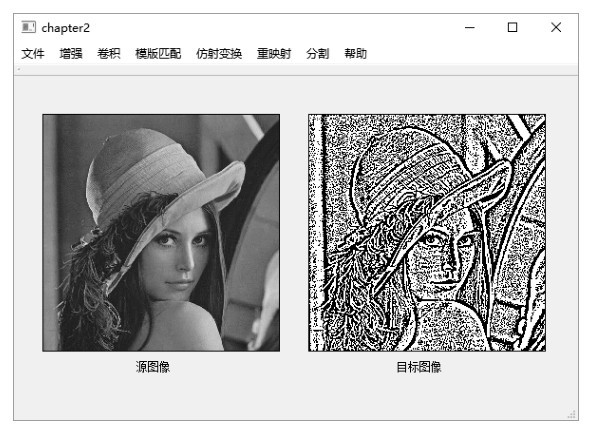 chapter2
文件 增强 卷积 模版匹配 仿射变换 重映射 分割 帮助
源图像 目标图像